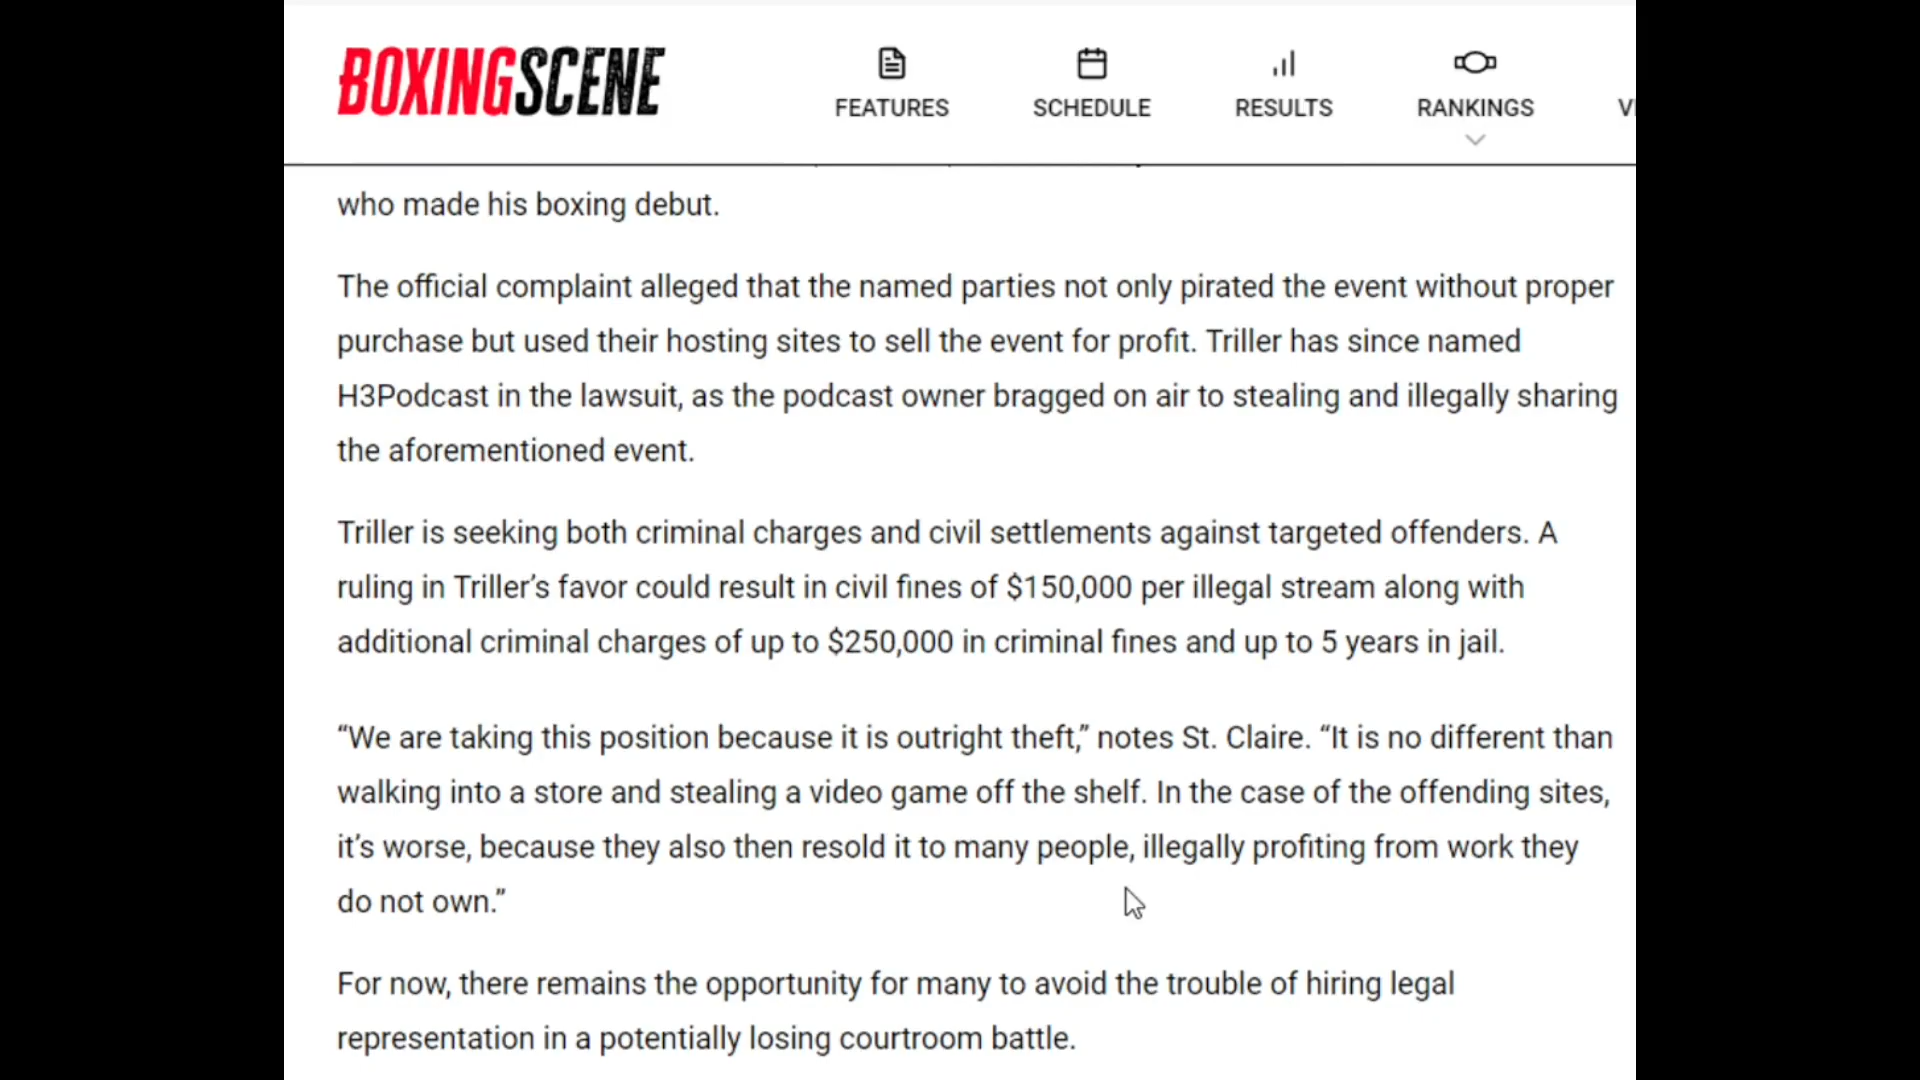 BOXINGSCENE
FEATURES
SCHEDULE
RESULTS
RANKINGS
who made his boxing debut.
The official complaint alleged that the named parties not only pirated the event without proper
purchase but used their hosting sites to sell the event for profit. Triller has since named
H3Podcast in the lawsuit, as the podcast owner bragged on air to stealing and illegally sharing
the aforementioned event.
Triller is seeking both criminal charges and civil settlements against targeted offenders. A
ruling in Triller’s favor could result in civil fines of $150,000 per illegal stream along with
additional criminal charges of up to $250,000 in criminal fines and up to 5 years in jail.
“We are taking this position because it is outright theft,” notes St. Claire. “It is no different than
walking into a store and stealing a video game off the shelf. In the case of the offending sites,
it’s worse, because they also then resold it to many people, illegally profiting from work they
do not own.”
For now, there remains the opportunity for many to avoid the trouble of hiring legal
representation in a potentially losing courtroom battle.